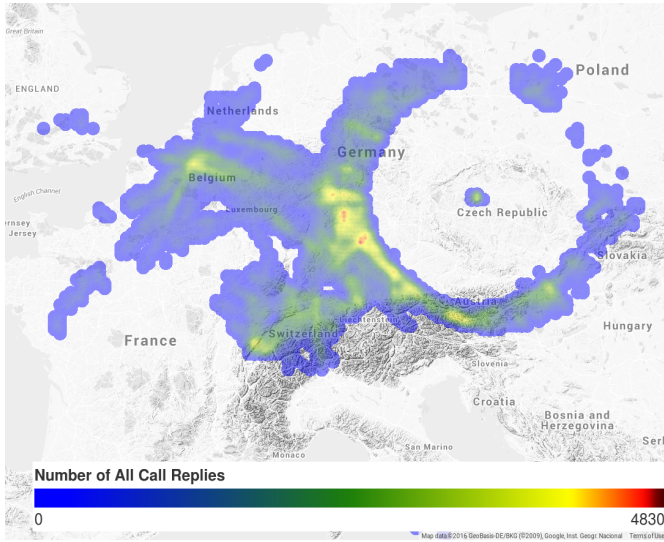 Great Britain
Poland
ENGLAND
Netherlands
Germany
Belgium
English Channel
Luxembourg
Czech Republic
Jersey
Slovakia
Austria
Liechtenstein
Hungary
France
Switzerland
Slovenia
Croatia
Bosnia and
Herzegovina
Monaco
San Marino
Number of All Call Replies
0
4830
Map data ©2016 GeoBasis-DE/BKG (©2009), Google, Inst. Geogr. Nacional
Terms of Use